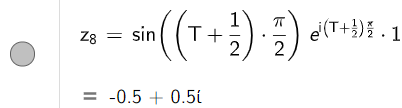 z₈ = sin((T + 1/2) · π/2) e^(i(T+1/2)π/2) · 1
= -0.5 + 0.5i